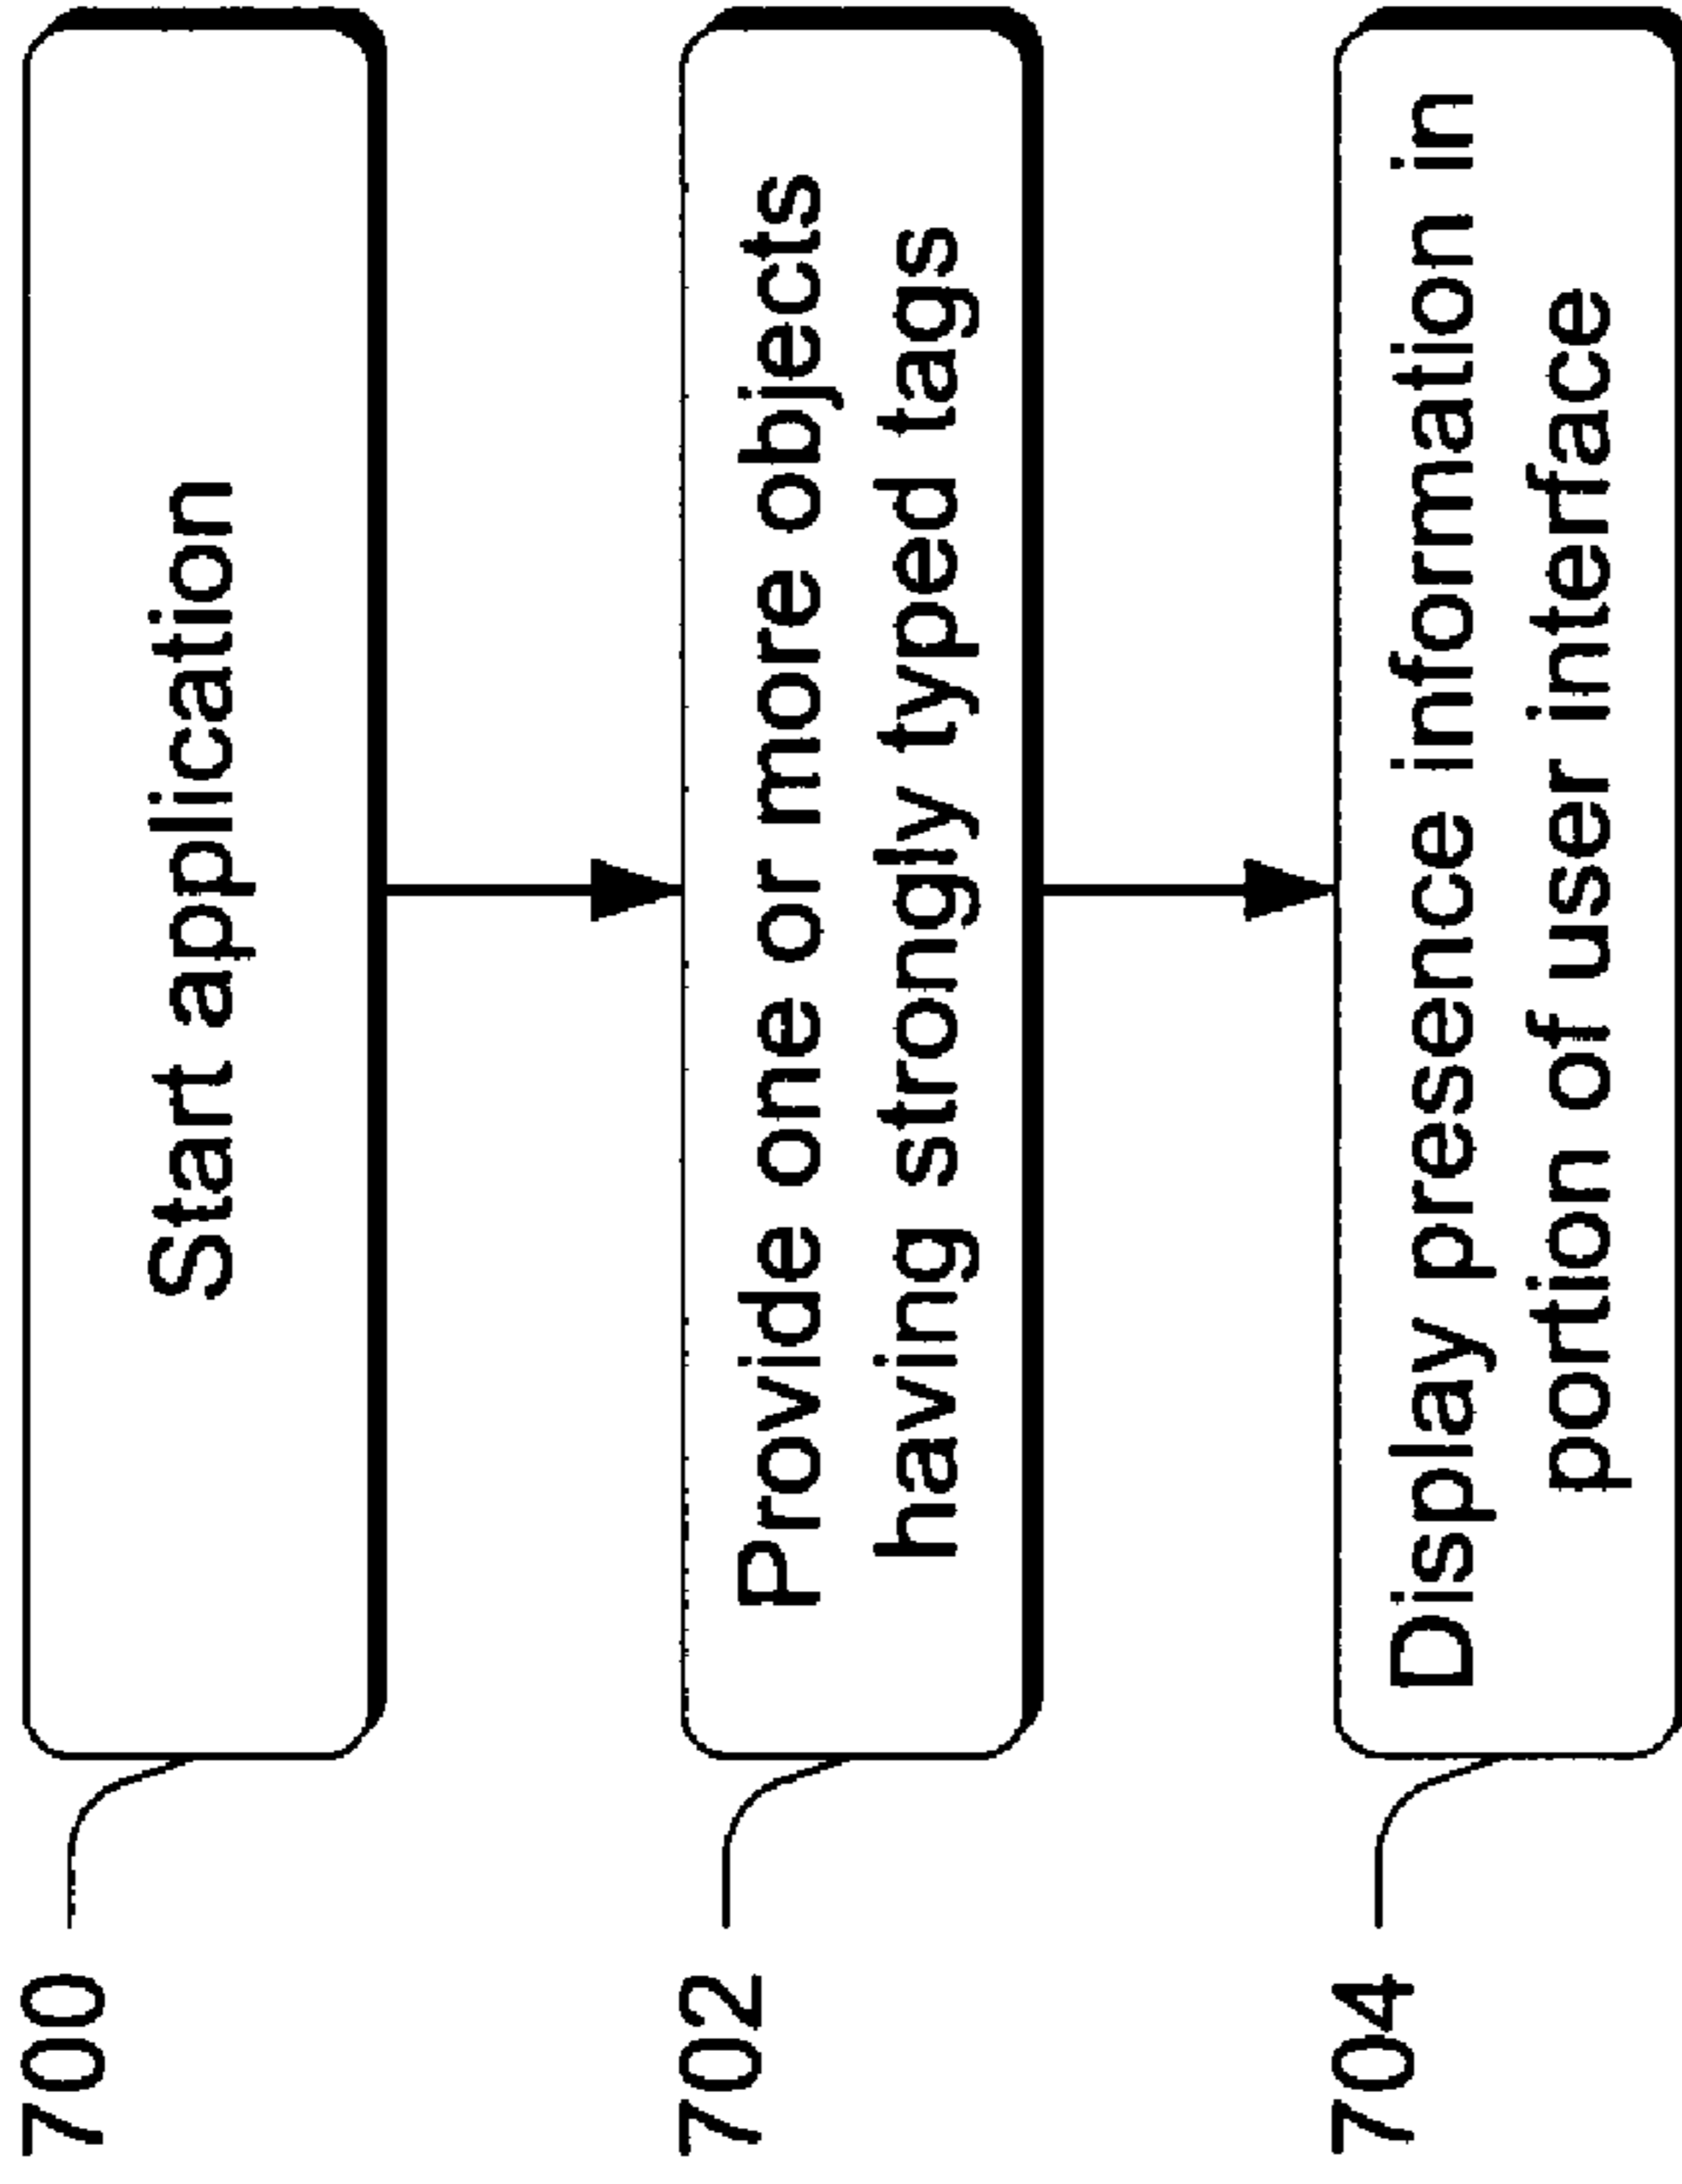 700
Start application
702
Provide one or more objects
having strongly typed tags
704
Display presence information in
portion of user interface